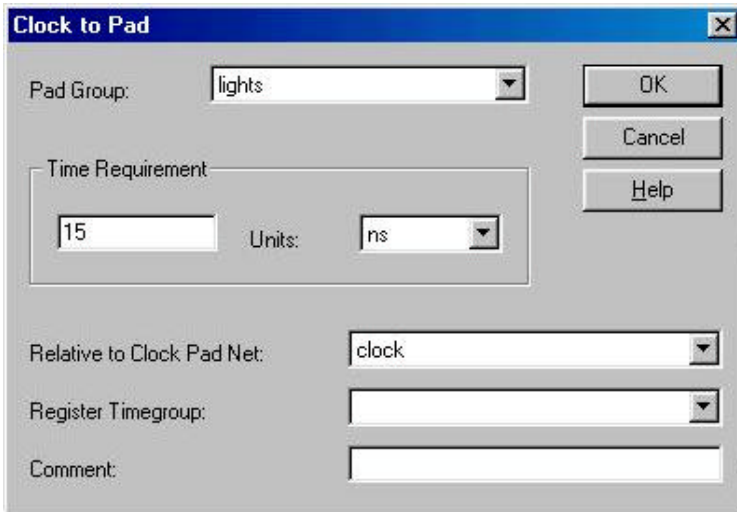 Clock to Pad
Pad Group: lights
OK
Cancel
Help
Time Requirement
15 Units: ns
Relative to Clock Pad Net: clock
Register Timegroup:
Comment: